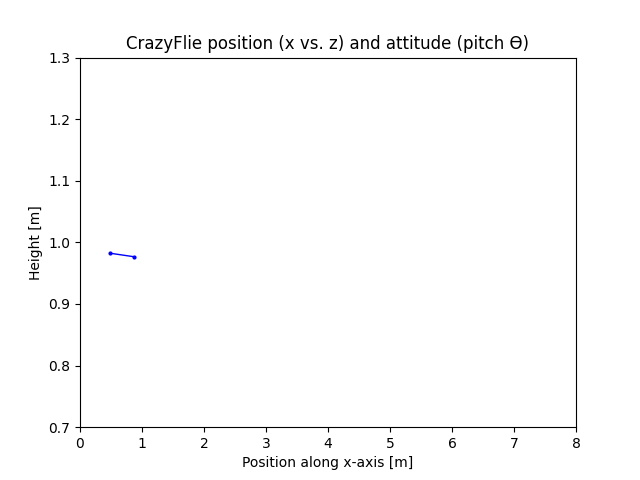 CrazyFlie position (x vs. z) and attitude (pitch Θ)
1.3
1.2
1.1
1.0
0.9
0.8
0.7
Height [m]
0 1 2 3 4 5 6 7 8
Position along x-axis [m]